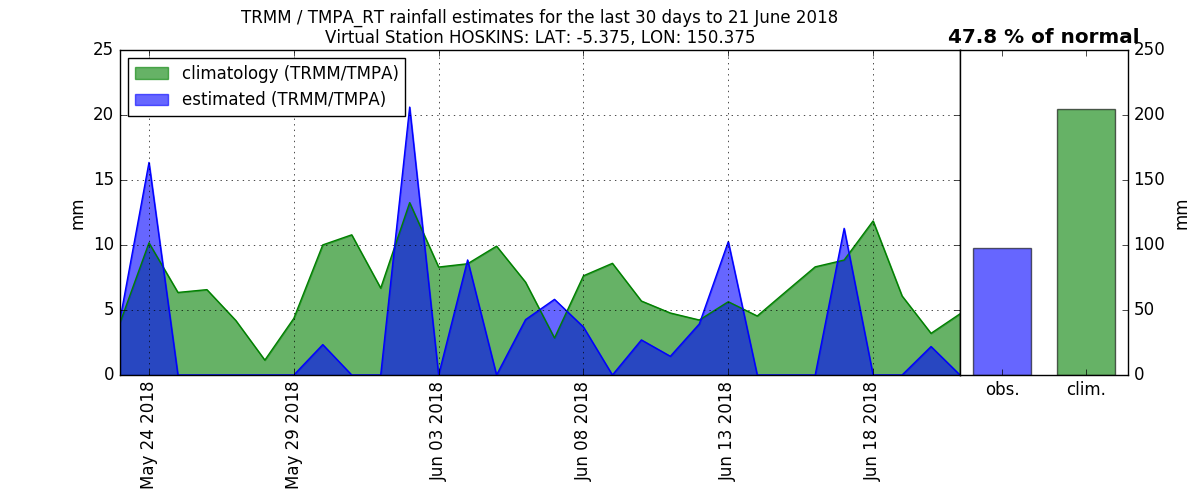 TRMM / TMPA_RT rainfall estimates for the last 30 days to 21 June 2018
Virtual Station HOSKINS: LAT: -5.375, LON: 150.375
47.8 % of normal
climatology (TRMM/TMPA)
estimated (TRMM/TMPA)
25
20
15
10
5
0
mm
May 24 2018
May 29 2018
Jun 03 2018
Jun 08 2018
Jun 13 2018
Jun 18 2018
obs.
clim.
250
200
150
100
50
0
mm